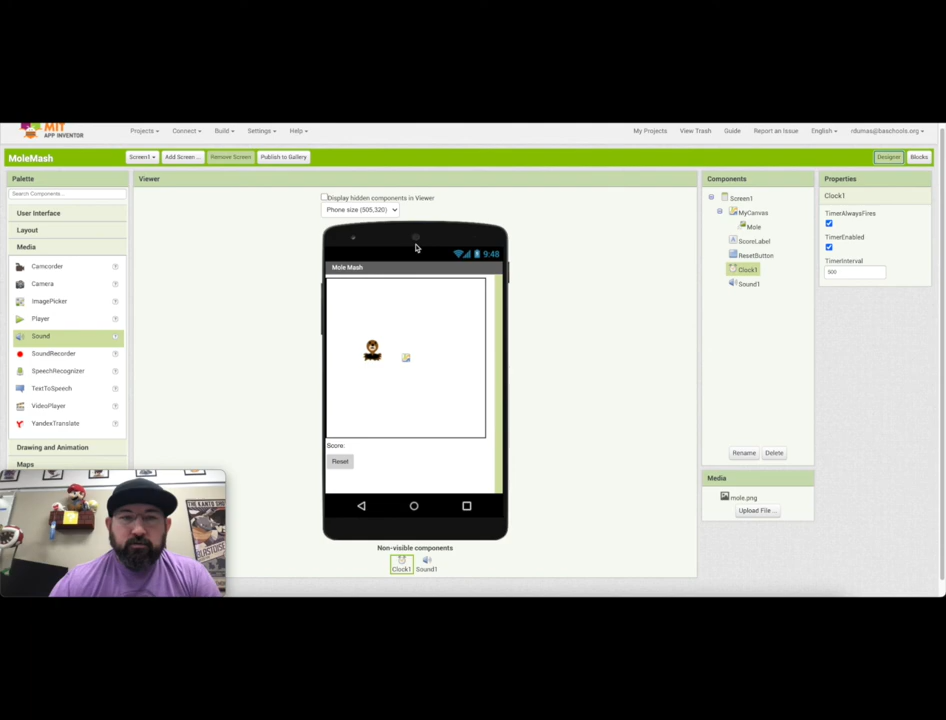 MIT
APP INVENTOR
Projects
Connect
Build
Settings
Help
My Projects
View Trash
Guide
Report an Issue
English
rdumas@baschools.org
MoleMash
Screen1
Add Screen ...
Remove Screen
Publish to Gallery
Designer
Blocks
Palette
Search Components...
User Interface
Layout
Media
Camcorder
Camera
ImagePicker
Player
Sound
SoundRecorder
SpeechRecognizer
TextToSpeech
VideoPlayer
YandexTranslate
Drawing and Animation
Maps
Viewer
Display hidden components in Viewer
Phone size (505,320)
9:48
Mole Mash
Score:
Reset
Non-visible components
Clock1
Sound1
Components
Screen1
MyCanvas
Mole
ScoreLabel
ResetButton
Clock1
Sound1
Rename
Delete
Media
mole.png
Upload File ...
Properties
Clock1
TimerAlwaysFires
TimerEnabled
TimerInterval
500
THE KANTO SHO
BLASTOISE